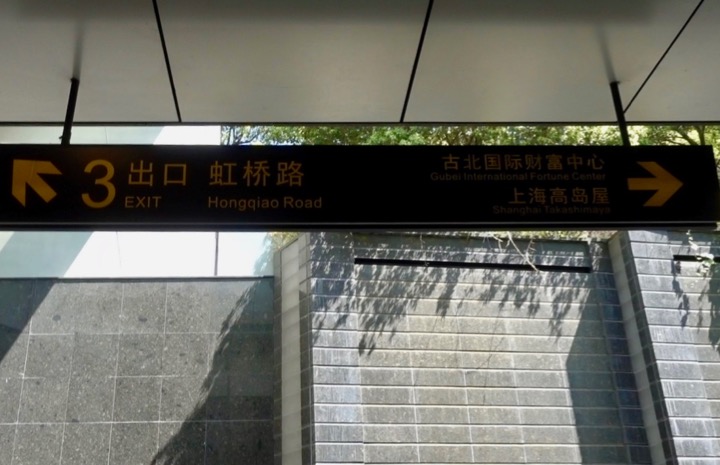 3 出口 虹桥路
EXIT Hongqiao Road
古北国际财富中心
Gubei International Fortune Center
上海高岛屋
Shanghai Takashimaya